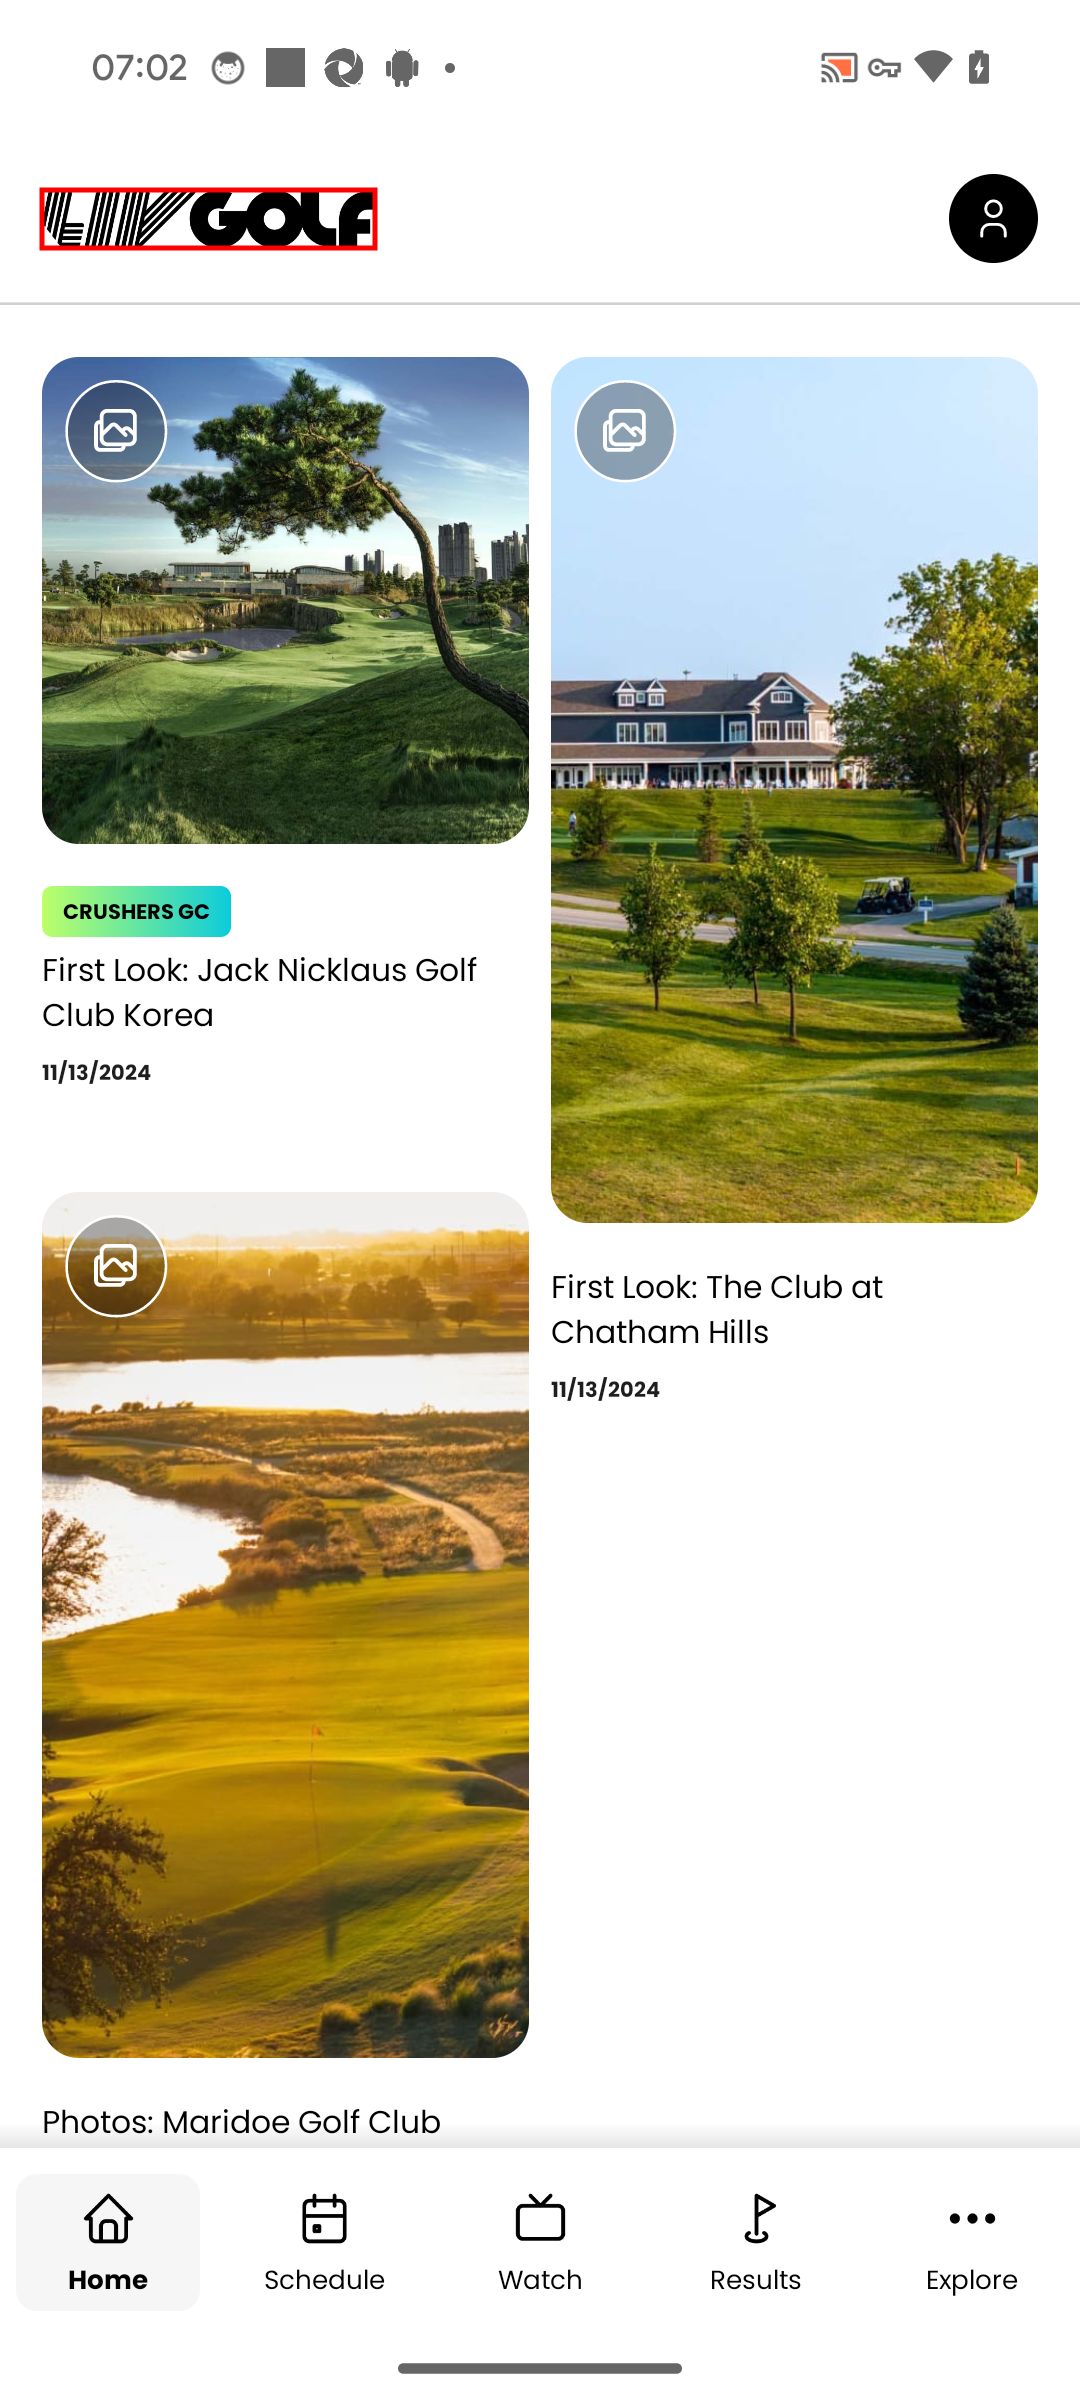 07:02
LIV GOLF
CRUSHERS GC
First Look: Jack Nicklaus Golf
Club Korea
11/13/2024
First Look: The Club at
Chatham Hills
11/13/2024
Photos: Maridoe Golf Club
Home
Schedule
Watch
Results
Explore